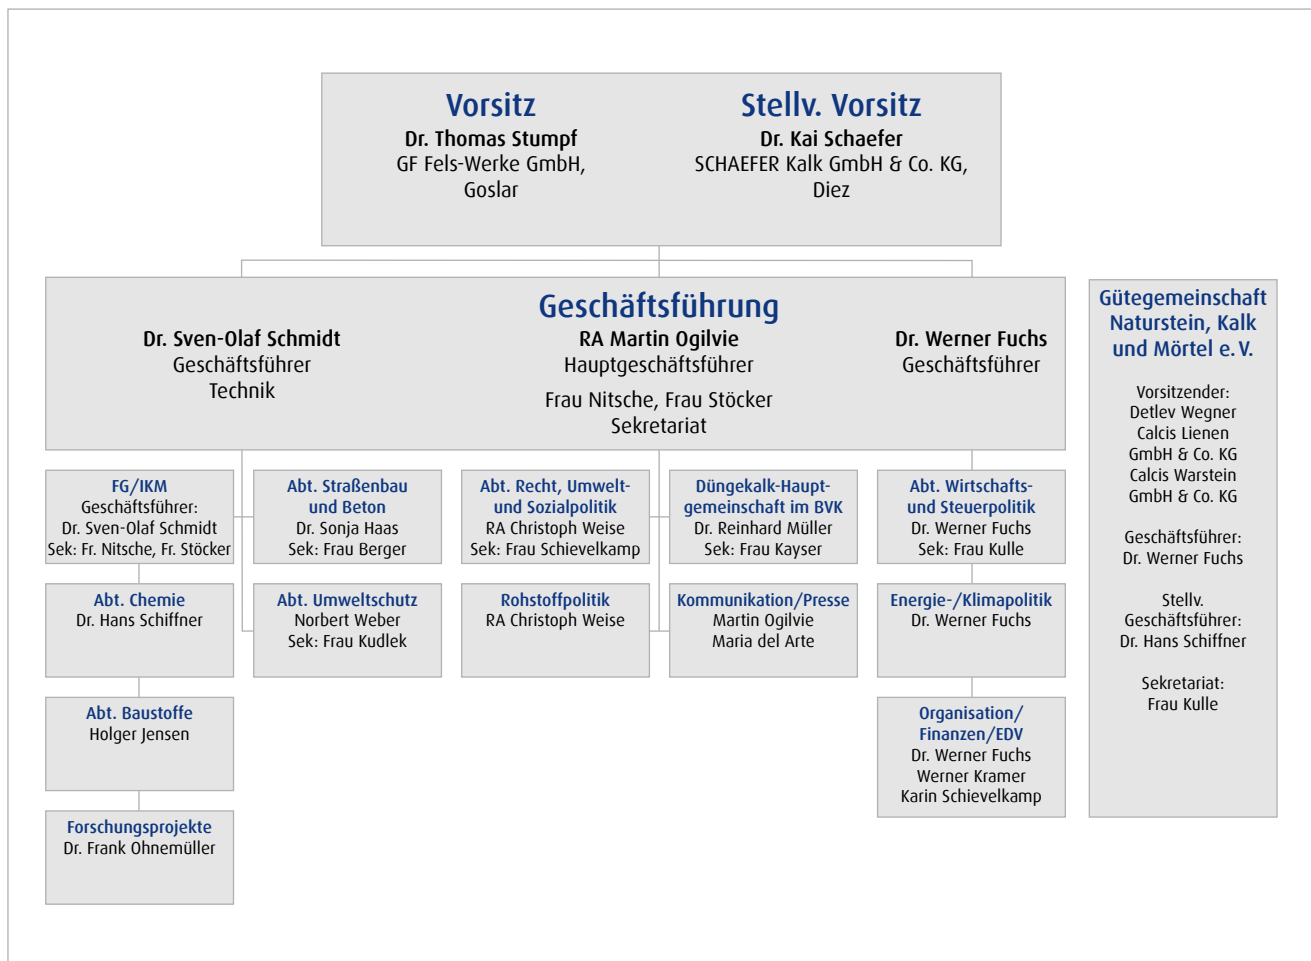 Vorsitz
Dr. Thomas Stumpf
GF Fels-Werke GmbH,
Goslar
Stellv. Vorsitz
Dr. Kai Schaefer
SCHAEFER Kalk GmbH & Co. KG,
Diez
Geschäftsführung
Dr. Sven-Olaf Schmidt
Geschäftsführer
Technik
RA Martin Ogilvie
Hauptgeschäftsführer
Frau Nitsche, Frau Stöcker
Sekretariat
Dr. Werner Fuchs
Geschäftsführer
Gütegemeinschaft
Naturstein, Kalk
und Mörtel e. V.
Vorsitzender:
Detlev Wegner
Calcis Lienen
GmbH & Co. KG
Calcis Warstein
GmbH & Co. KG
Geschäftsführer:
Dr. Werner Fuchs
Stellv.
Geschäftsführer:
Dr. Hans Schiffner
Sekretariat:
Frau Kulle
FG/IKM
Geschäftsführer:
Dr. Sven-Olaf Schmidt
Sek: Fr. Nitsche, Fr. Stöcker
Abt. Straßenbau
und Beton
Dr. Sonja Haas
Sek: Frau Berger
Abt. Recht, Umwelt-
und Sozialpolitik
RA Christoph Weise
Sek: Frau Schievelkamp
Düngekalk-Haupt-
gemeinschaft im BVK
Dr. Reinhard Müller
Sek: Frau Kayser
Abt. Wirtschafts-
und Steuerpolitik
Dr. Werner Fuchs
Sek: Frau Kulle
Abt. Chemie
Dr. Hans Schiffner
Abt. Umweltschutz
Norbert Weber
Sek: Frau Kudlek
Rohstoffpolitik
RA Christoph Weise
Kommunikation/Presse
Martin Ogilvie
Maria del Arte
Energie-/Klimapolitik
Dr. Werner Fuchs
Abt. Baustoffe
Holger Jensen
Organisation/
Finanzen/EDV
Dr. Werner Fuchs
Werner Kramer
Karin Schievelkamp
Forschungsprojekte
Dr. Frank Ohnemüller